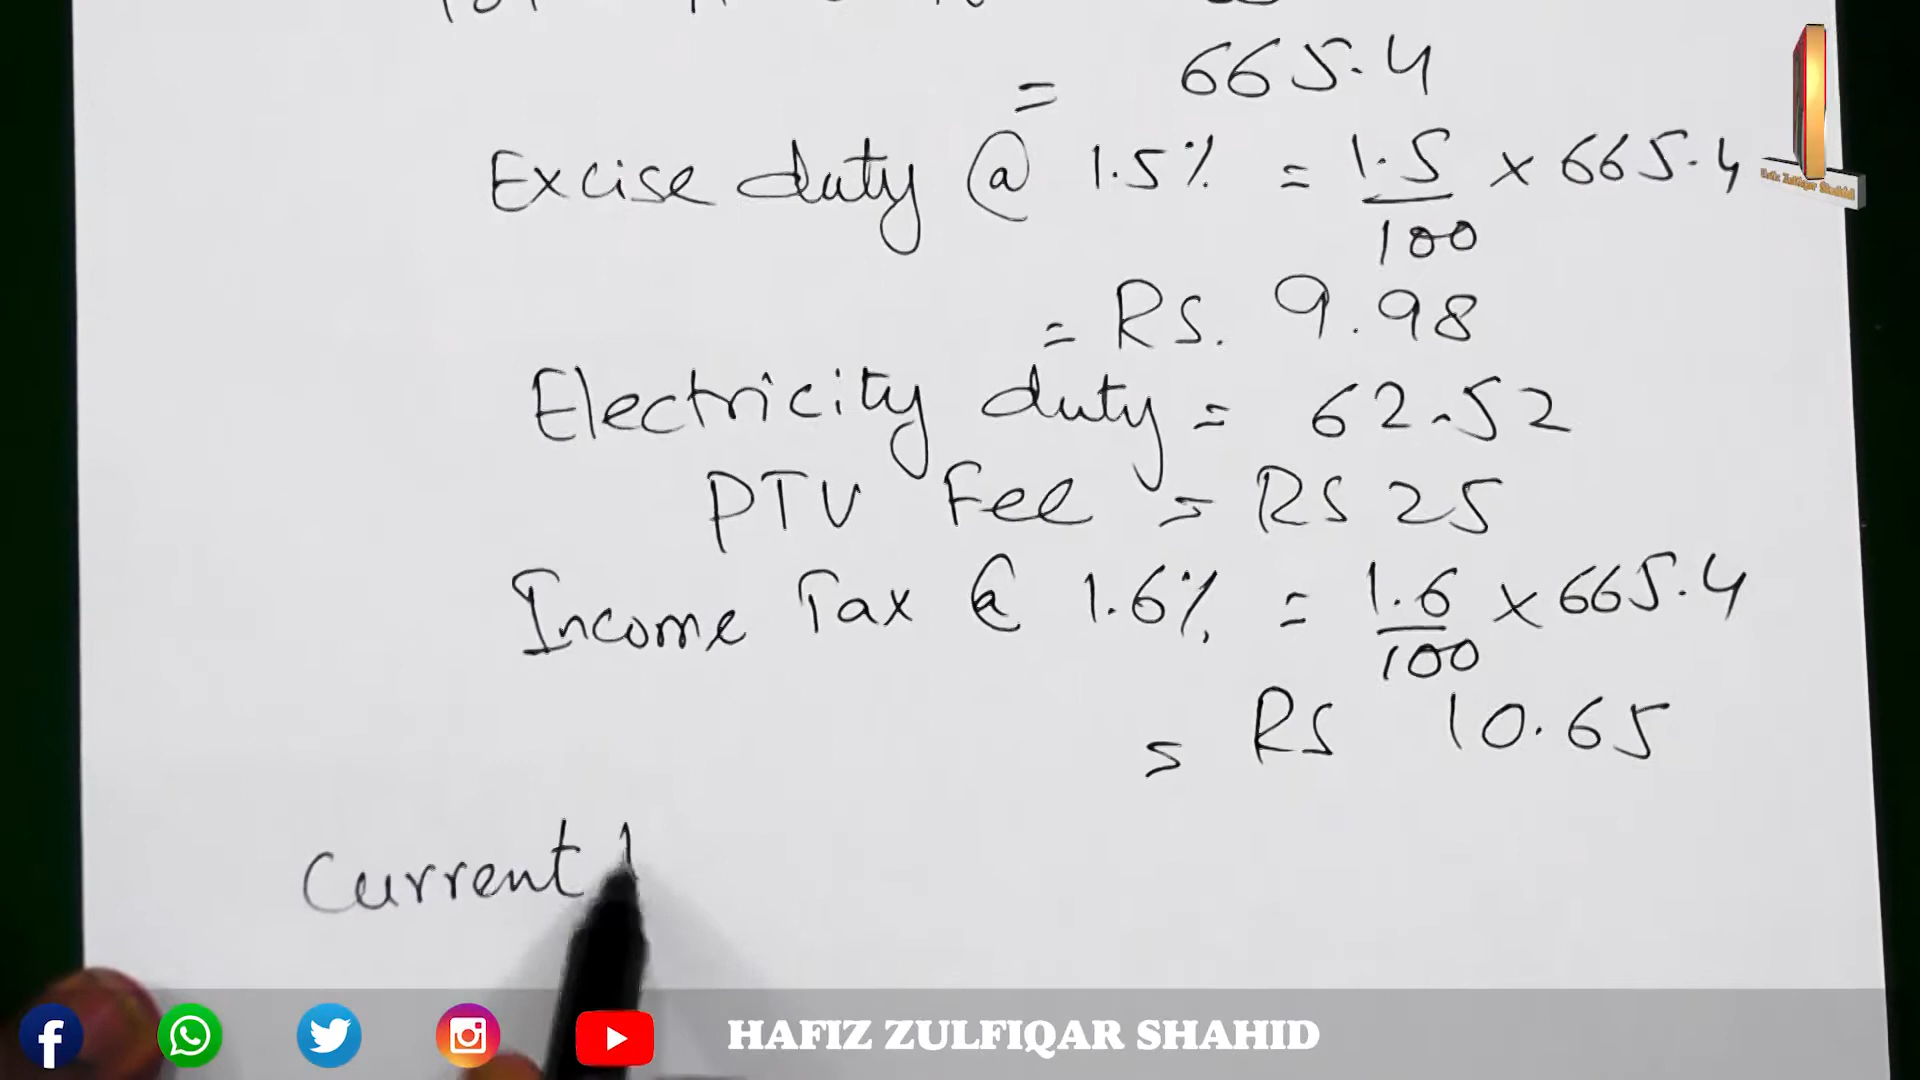 = 665.4
Excise duty @ 1.5% = 1.5/100 × 665.4
= RS. 9.98
Electricity duty = 62.52
PTV Fee = RS 25
Income Tax @ 1.6% = 1.6/100 × 665.4
= RS 10.65
Current
HAFIZ ZULFIQAR SHAHID